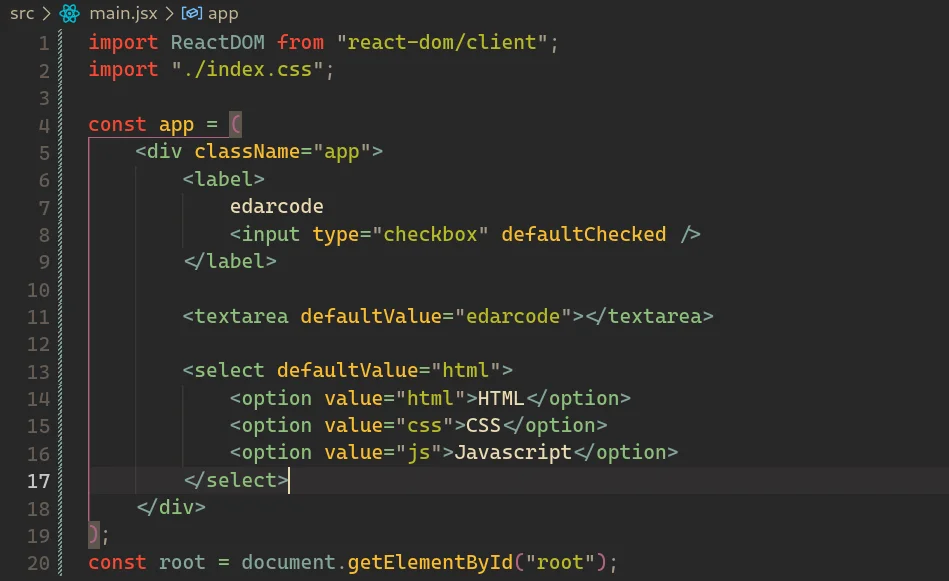 src > main.jsx > app
1 import ReactDOM from "react-dom/client";
2 import "./index.css";
3
4 const app = (
5     <div className="app">
6         <label>
7             edarcode
8             <input type="checkbox" defaultChecked />
9         </label>
10
11         <textarea defaultValue="edarcode"></textarea>
12
13         <select defaultValue="html">
14             <option value="html">HTML</option>
15             <option value="css">CSS</option>
16             <option value="js">Javascript</option>
17         </select>
18     </div>
19 );
20 const root = document.getElementById("root");